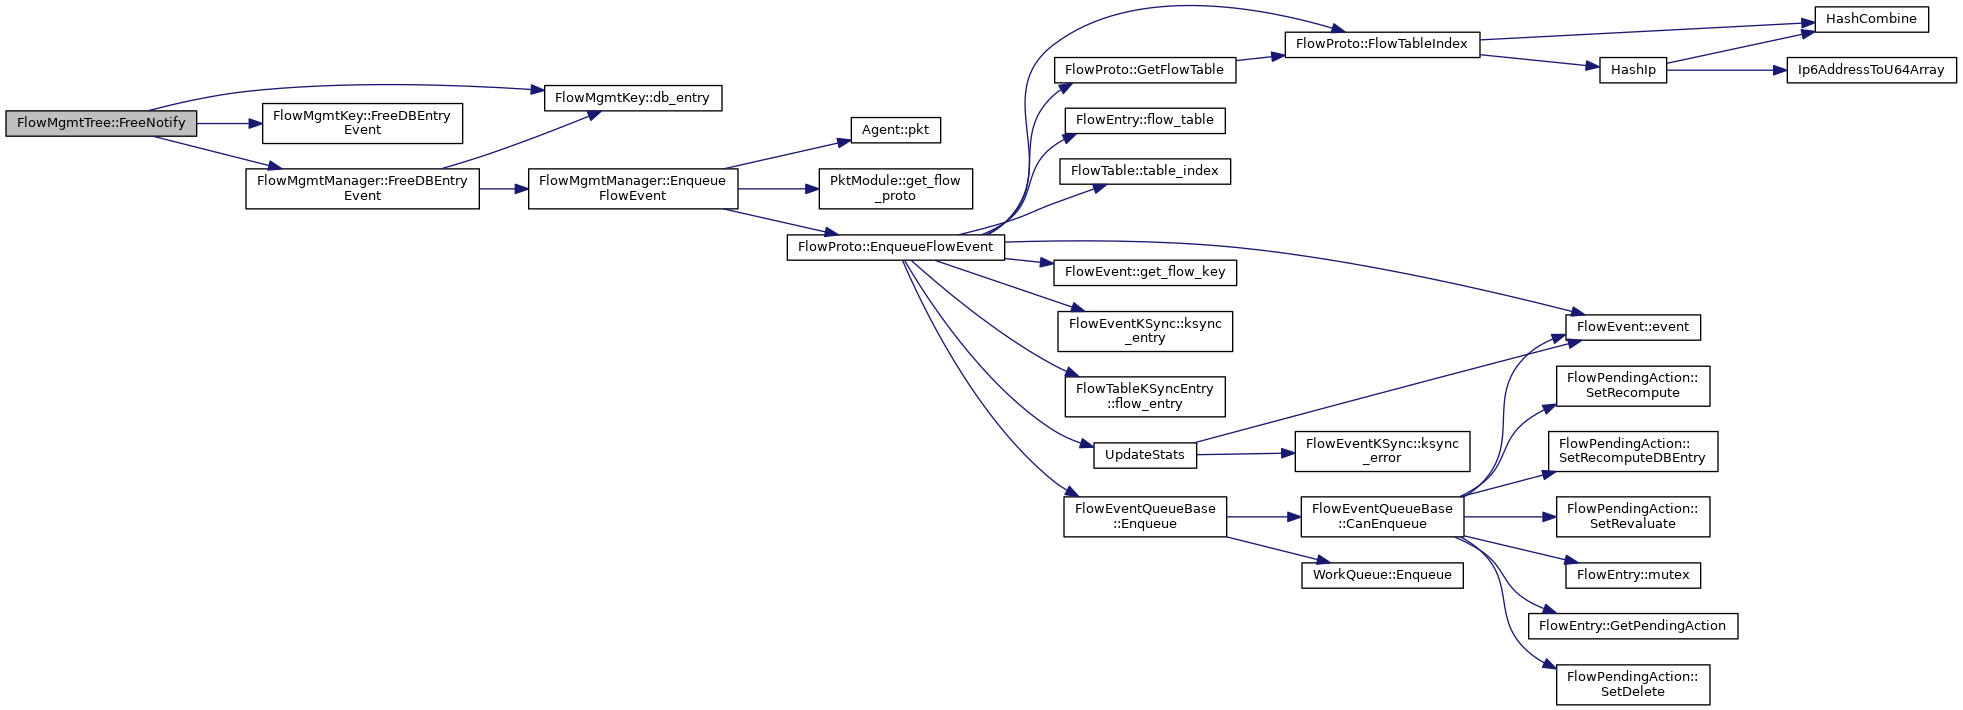 FlowMgmtTree::FreeNotify
FlowMgmtKey::FreeDBEntry
Event
FlowMgmtManager::FreeDBEntry
Event
FlowMgmtKey::db_entry
FlowMgmtManager::Enqueue
FlowEvent
Agent::pkt
PktModule::get_flow
_proto
FlowProto::EnqueueFlowEvent
FlowProto::GetFlowTable
FlowEntry::flow_table
FlowTable::table_index
FlowEvent::get_flow_key
FlowEventKSync::ksync
_entry
FlowTableKSyncEntry
::flow_entry
UpdateStats
FlowEventQueueBase
::Enqueue
FlowProto::FlowTableIndex
FlowEventKSync::ksync
_error
FlowEventQueueBase
::CanEnqueue
WorkQueue::Enqueue
HashIp
FlowEvent::event
FlowPendingAction::
SetRecompute
FlowPendingAction::
SetRecomputeDBEntry
FlowPendingAction::
SetRevaluate
FlowEntry::mutex
FlowEntry::GetPendingAction
FlowPendingAction::
SetDelete
HashCombine
Ip6AddressToU64Array